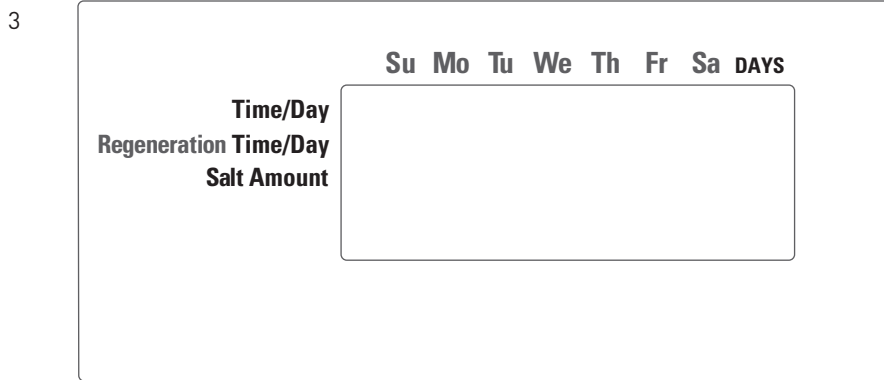 3
Su Mo Tu We Th Fr Sa DAYS
Time/Day
Regeneration Time/Day
Salt Amount